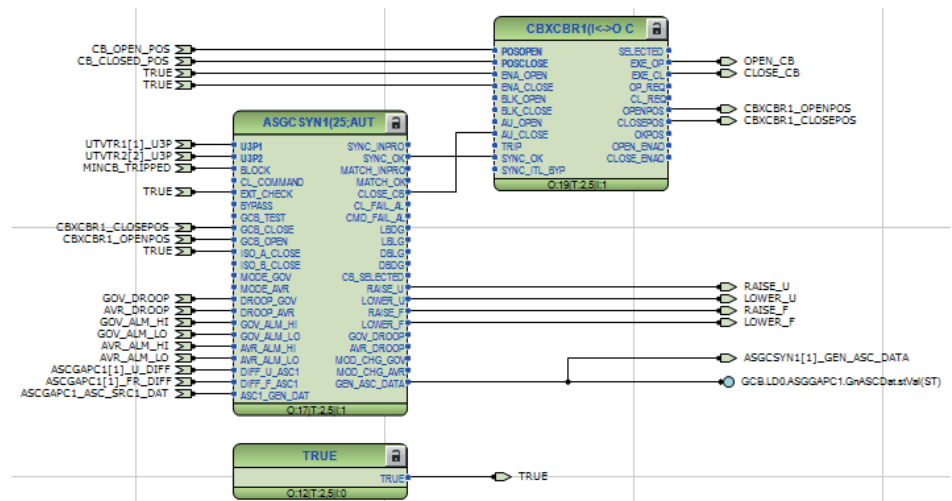 CBXCBR1(I<->O C
CB_OPEN_POS
CB_CLOSED_POS
TRUE
TRUE
POSOPEN
POSCLOSE
ENA_OPEN
ENA_CLOSE
BLK_OPEN
BLK_CLOSE
AU_OPEN
AU_CLOSE
TRIP
SYNC_OK
SYNC_ITL_BYP
SELECTED
EXE_OP
EXE_CL
OP_REQ
CL_REQ
OPENPOS
CLOSEPOS
OKPOS
OPEN_ENAD
CLOSE_ENAD
O:19|T:2.5|I:1
OPEN_CB
CLOSE_CB
CBXCBR1_OPENPOS
CBXCBR1_CLOSEPOS
ASGCSYN1(25;AUT
UTVTR1[1]_U3P
UTVTR2[2]_U3P
MINCB_TRIPPED
TRUE
CBXCBR1_CLOSEPOS
CBXCBR1_OPENPOS
TRUE
GOV_DROOP
AVR_DROOP
GOV_ALM_HI
GOV_ALM_LO
AVR_ALM_HI
AVR_ALM_LO
ASCGAPC1[1]_U_DIFF
ASCGAPC1[1]_FR_DIFF
ASCGAPC1_ASC_SRC1_DAT
U3P1
U3P2
BLOCK
CL_COMMAND
EXT_CHECK
BYPASS
GCB_TEST
GCB_CLOSE
GCB_OPEN
ISO_A_CLOSE
ISO_B_CLOSE
MODE_GOV
MODE_AVR
DROOP_GOV
DROOP_AVR
GOV_ALM_HI
GOV_ALM_LO
AVR_ALM_HI
AVR_ALM_LO
DIFF_U_ASC1
DIFF_F_ASC1
ASC1_GEN_DAT
SYNC_INPRO
SYNC_OK
MATCH_INPRO
MATCH_OK
CLOSE_CB
CL_FAIL_AL
CMD_FAIL_AL
LBDG
LBLG
DBLG
DBDG
CB_SELECTED
RAISE_U
LOWER_U
RAISE_F
LOWER_F
GOV_DROOP
AVR_DROOP
MOD_CHG_GOV
MOD_CHG_AVR
GEN_ASC_DATA
O:17|T:2.5|I:1
RAISE_U
LOWER_U
RAISE_F
LOWER_F
ASGCSYN1[1]_GEN_ASC_DATA
GCB.LD0.ASGGAPC1.GnASCDat.stVal(ST)
TRUE
TRUE
O:12|T:2.5|I:0
TRUE